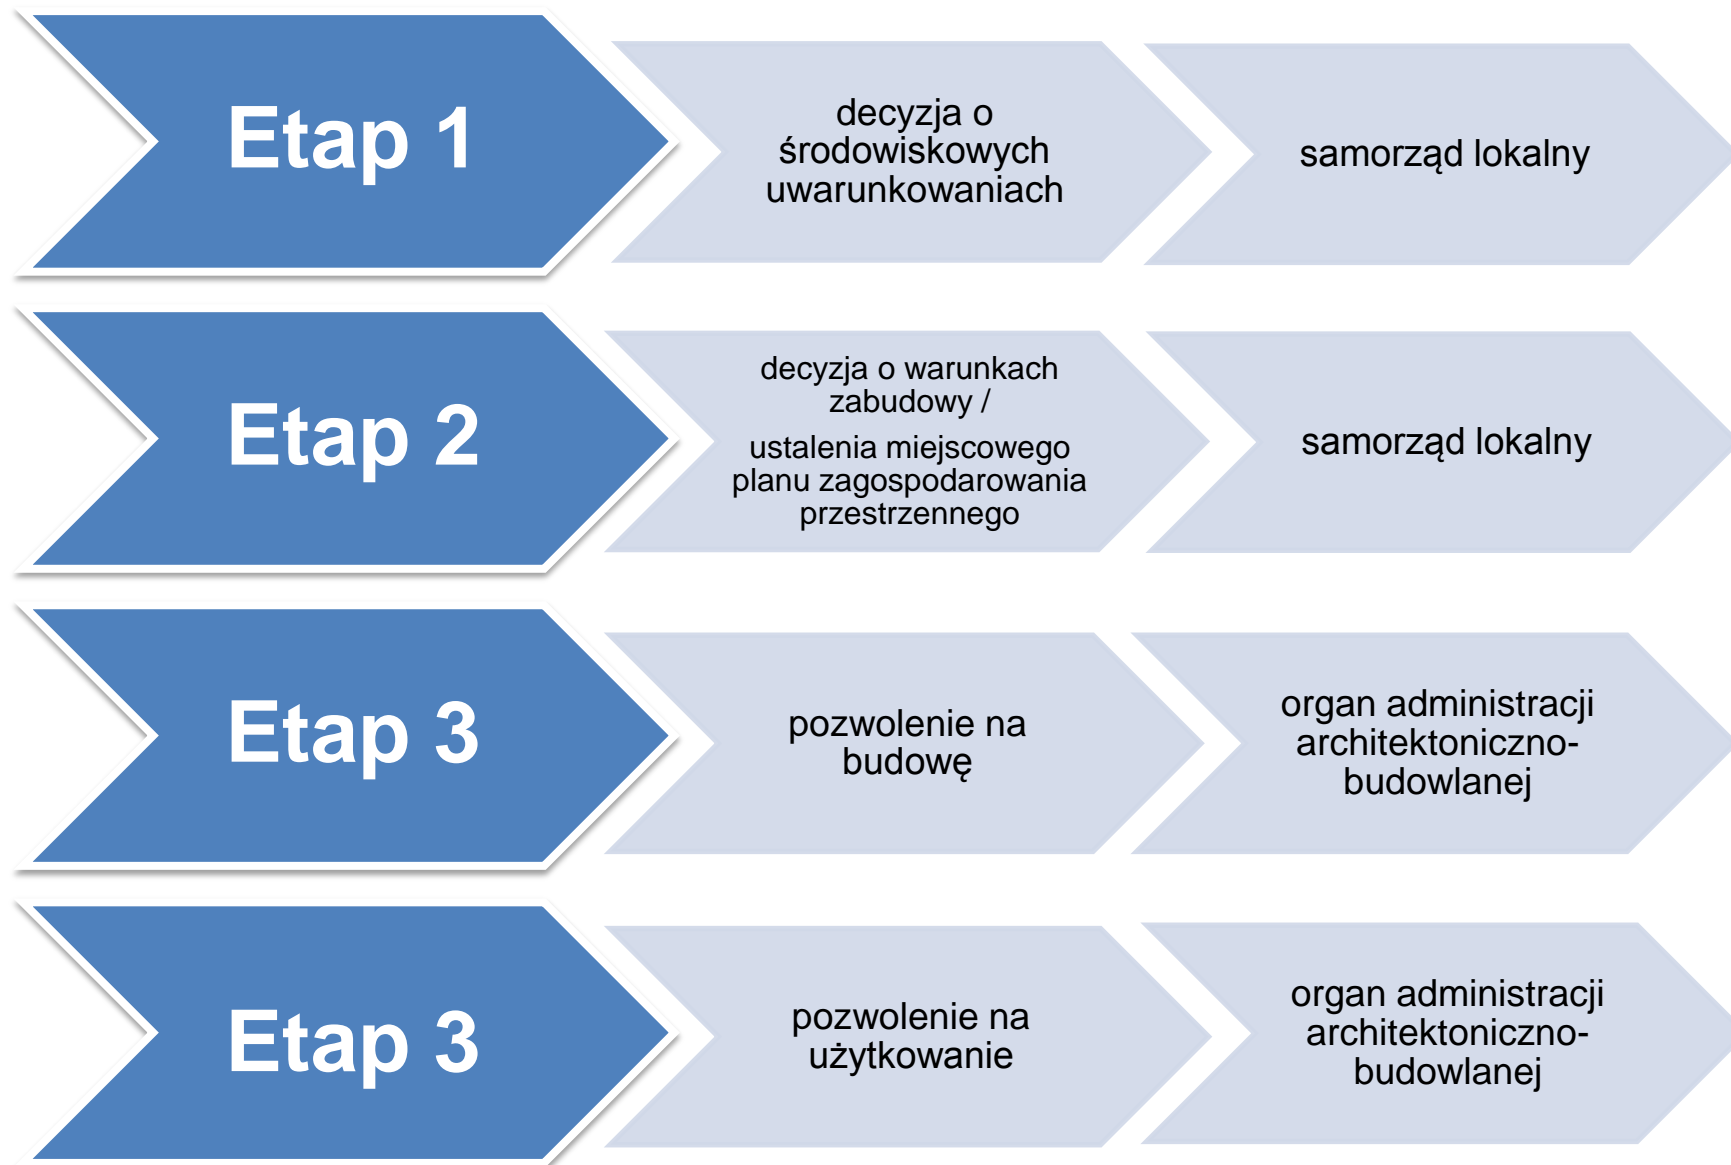 Etap 1
decyzja o
środowiskowych
uwarunkowaniach
samorząd lokalny
Etap 2
decyzja o warunkach
zabudowy /
ustalenia miejscowego
planu zagospodarowania
przestrzennego
samorząd lokalny
Etap 3
pozwolenie na
budowę
organ administracji
architektoniczno-
budowlanej
Etap 3
pozwolenie na
użytkowanie
organ administracji
architektoniczno-
budowlanej